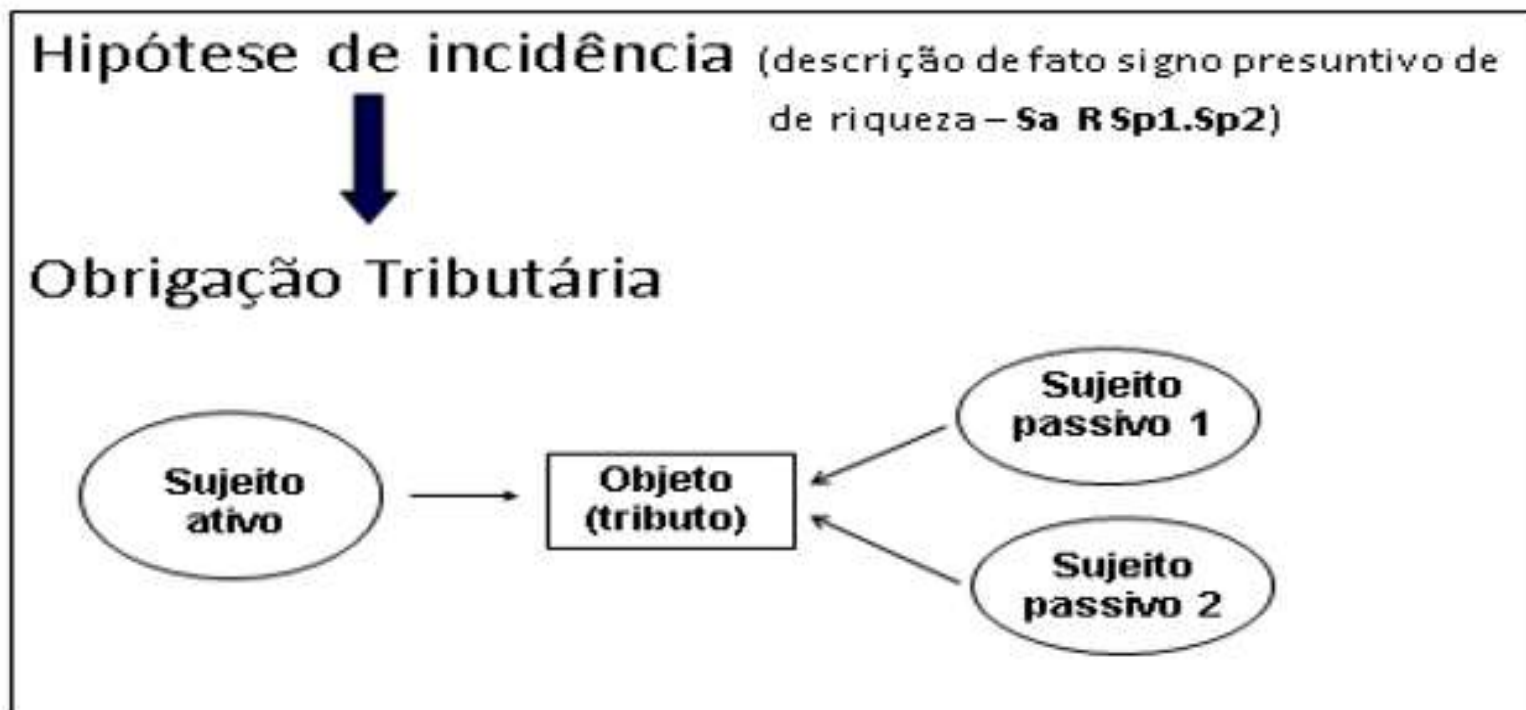 Hipótese de incidência (descrição de fato signo presuntivo de
de riqueza – Sa R Sp1.Sp2)
Obrigação Tributária
Sujeito
ativo
Objeto
(tributo)
Sujeito
passivo 1
Sujeito
passivo 2